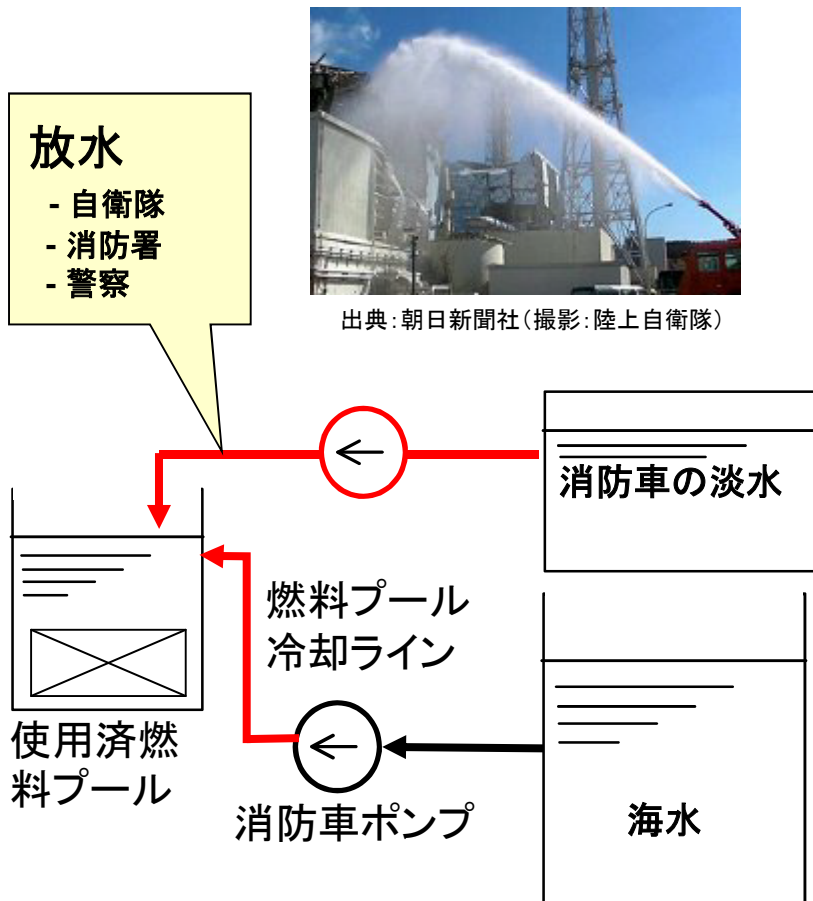 放水
- 自衛隊
- 消防署
- 警察
出典：朝日新聞社（撮影：陸上自衛隊）
消防車の淡水
燃料プール
冷却ライン
使用済燃
料プール
消防車ポンプ
海水